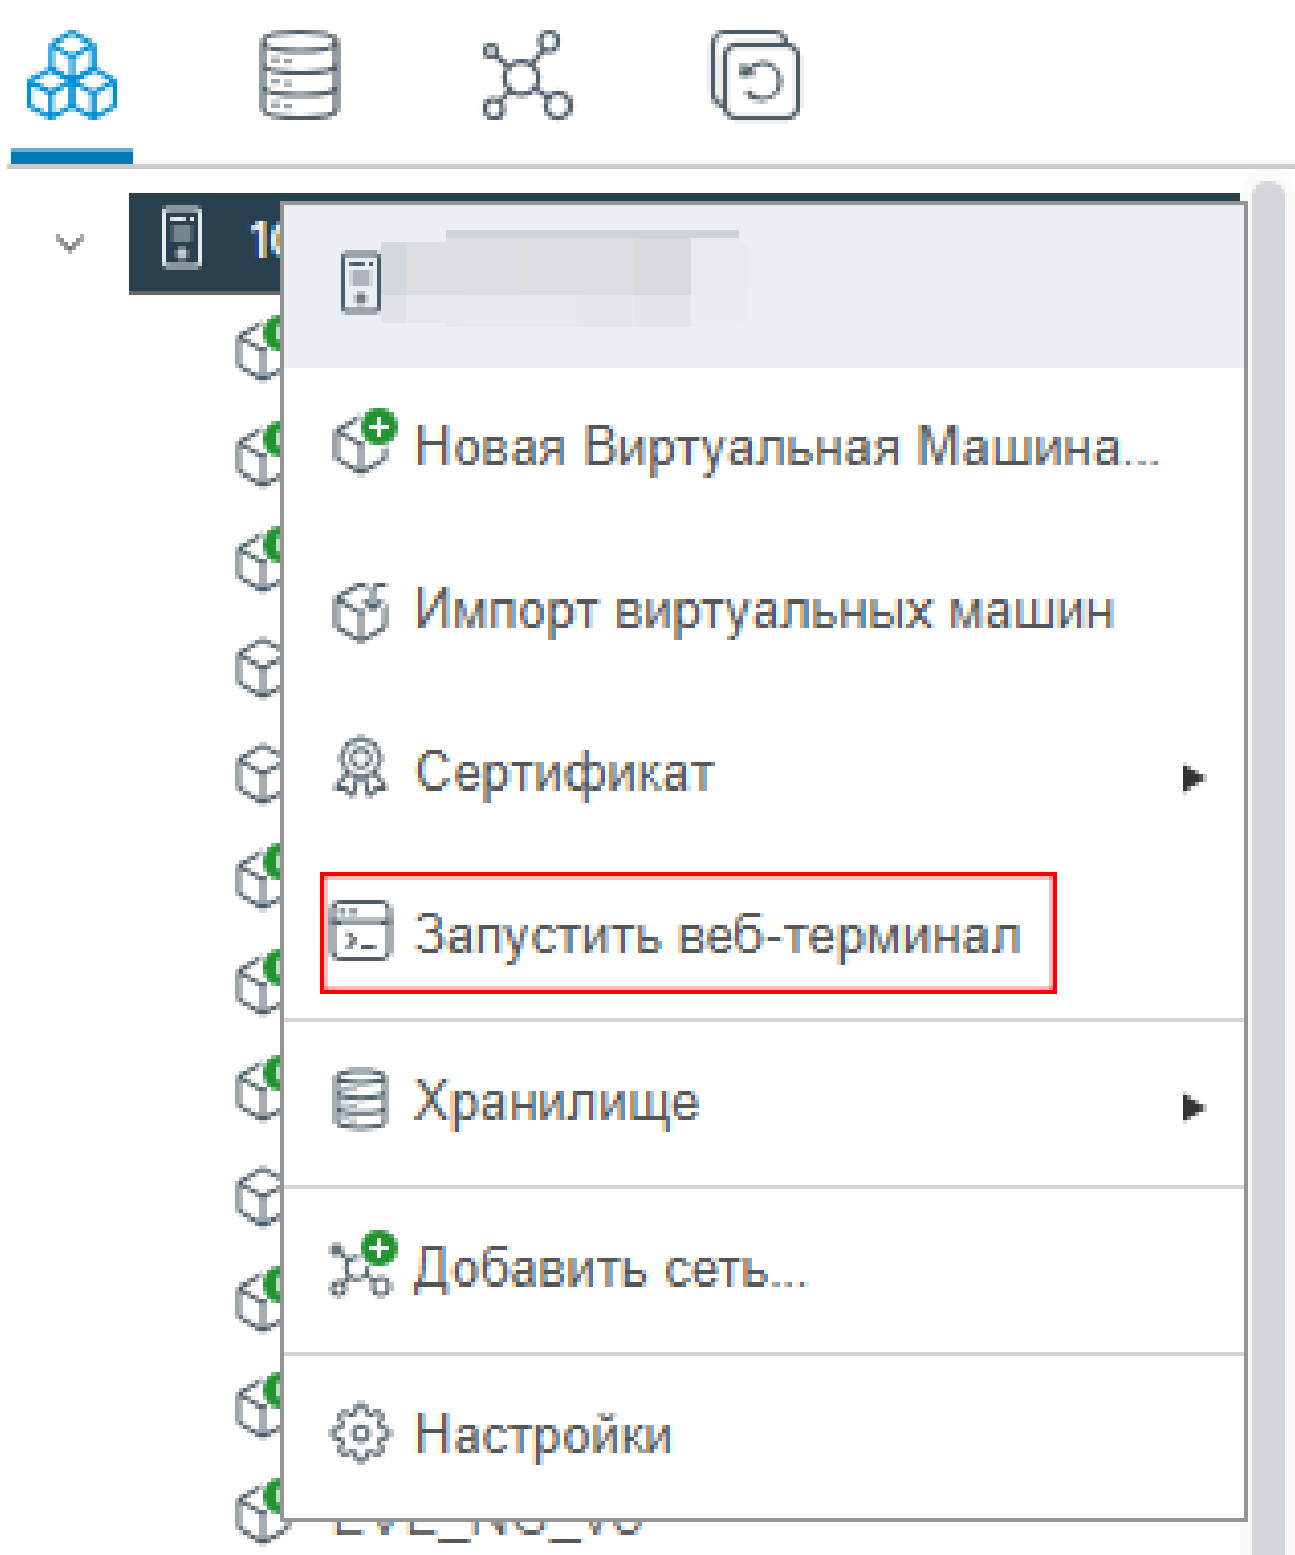 Новая Виртуальная Машина...
Импорт виртуальных машин
Сертификат
Запустить веб-терминал
Хранилище
Добавить сеть...
Настройки